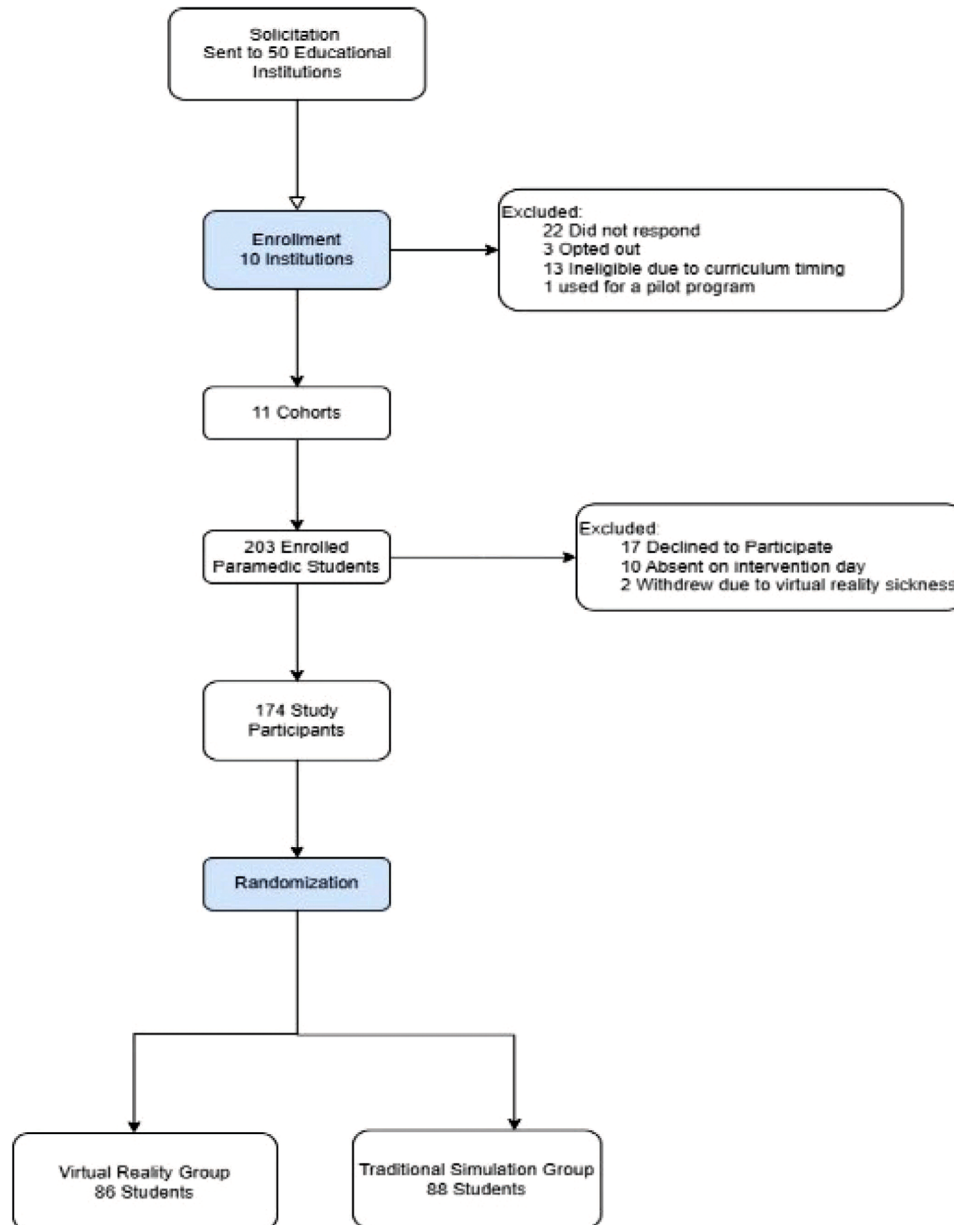 Solicitation
Sent to 50 Educational
Institutions
Enrollment
10 Institutions
Excluded:
22 Did not respond
3 Opted out
13 Ineligible due to curriculum timing
1 used for a pilot program
11 Cohorts
203 Enrolled
Paramedic Students
Excluded:
17 Declined to Participate
10 Absent on intervention day
2 Withdrew due to virtual reality sickness
174 Study
Participants
Randomization
Virtual Reality Group
86 Students
Traditional Simulation Group
88 Students